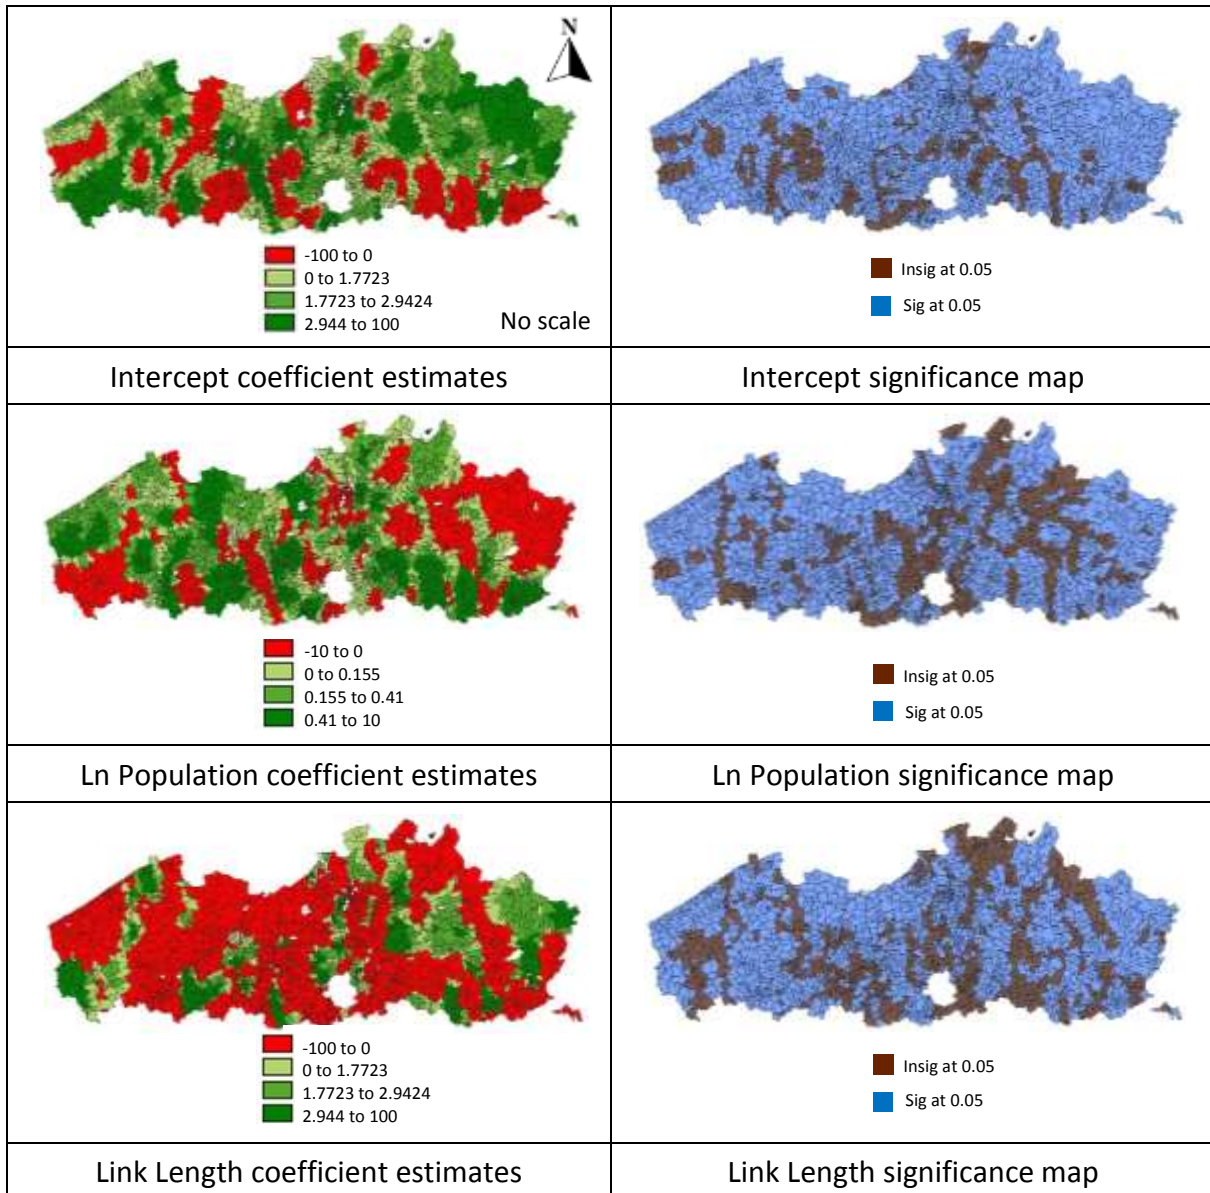 N
-100 to 0
0 to 1.7723
1.7723 to 2.9424
2.944 to 100
No scale
Insig at 0.05
Sig at 0.05
Intercept coefficient estimates
Intercept significance map
-10 to 0
0 to 0.155
0.155 to 0.41
0.41 to 10
Insig at 0.05
Sig at 0.05
Ln Population coefficient estimates
Ln Population significance map
-100 to 0
0 to 1.7723
1.7723 to 2.9424
2.944 to 100
Insig at 0.05
Sig at 0.05
Link Length coefficient estimates
Link Length significance map